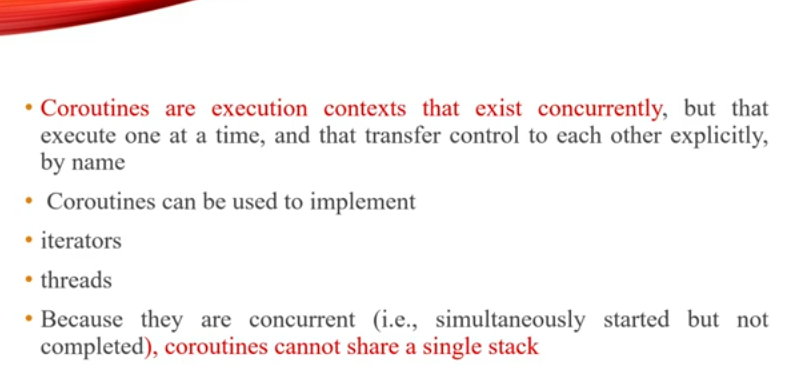 • Coroutines are execution contexts that exist concurrently, but that
execute one at a time, and that transfer control to each other explicitly,
by name
• Coroutines can be used to implement
• iterators
• threads
• Because they are concurrent (i.e., simultaneously started but not
completed), coroutines cannot share a single stack